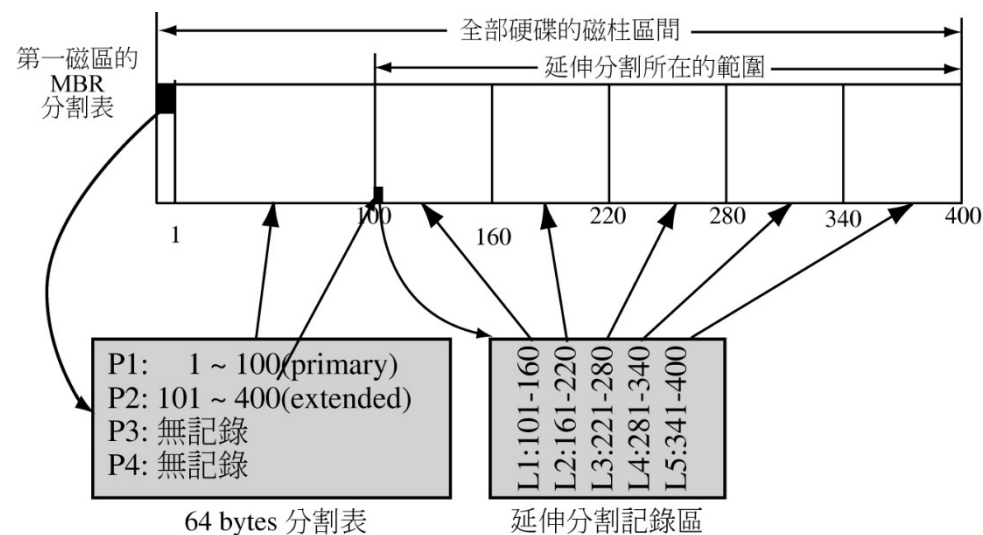 全部硬碟的磁柱區間
延伸分割所在的範圍
第一磁區的
MBR
分割表
1
100
160
220
280
340
400
P1: 1 ~ 100(primary)
P2: 101 ~ 400(extended)
P3: 無記錄
P4: 無記錄
64 bytes 分割表
L1:101-160
L2:161-220
L3:221-280
L4:281-340
L5:341-400
延伸分割記錄區